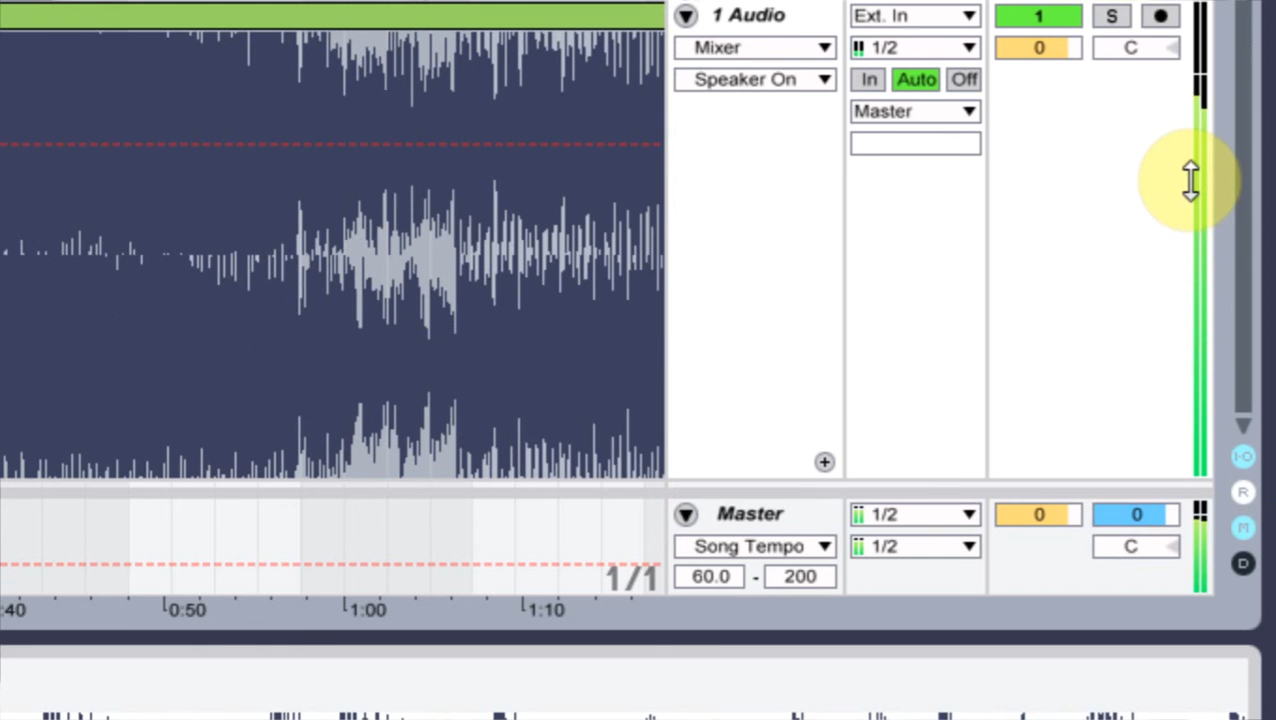 1 Audio
Ext. In
1
S
Mixer
1/2
0
C
Speaker On
In
Auto
Off
Master
Master
1/2
0
0
Song Tempo
1/2
C
60.0
-
200
1/1
:40
0:50
1:00
1:10
I·O
R
M
D